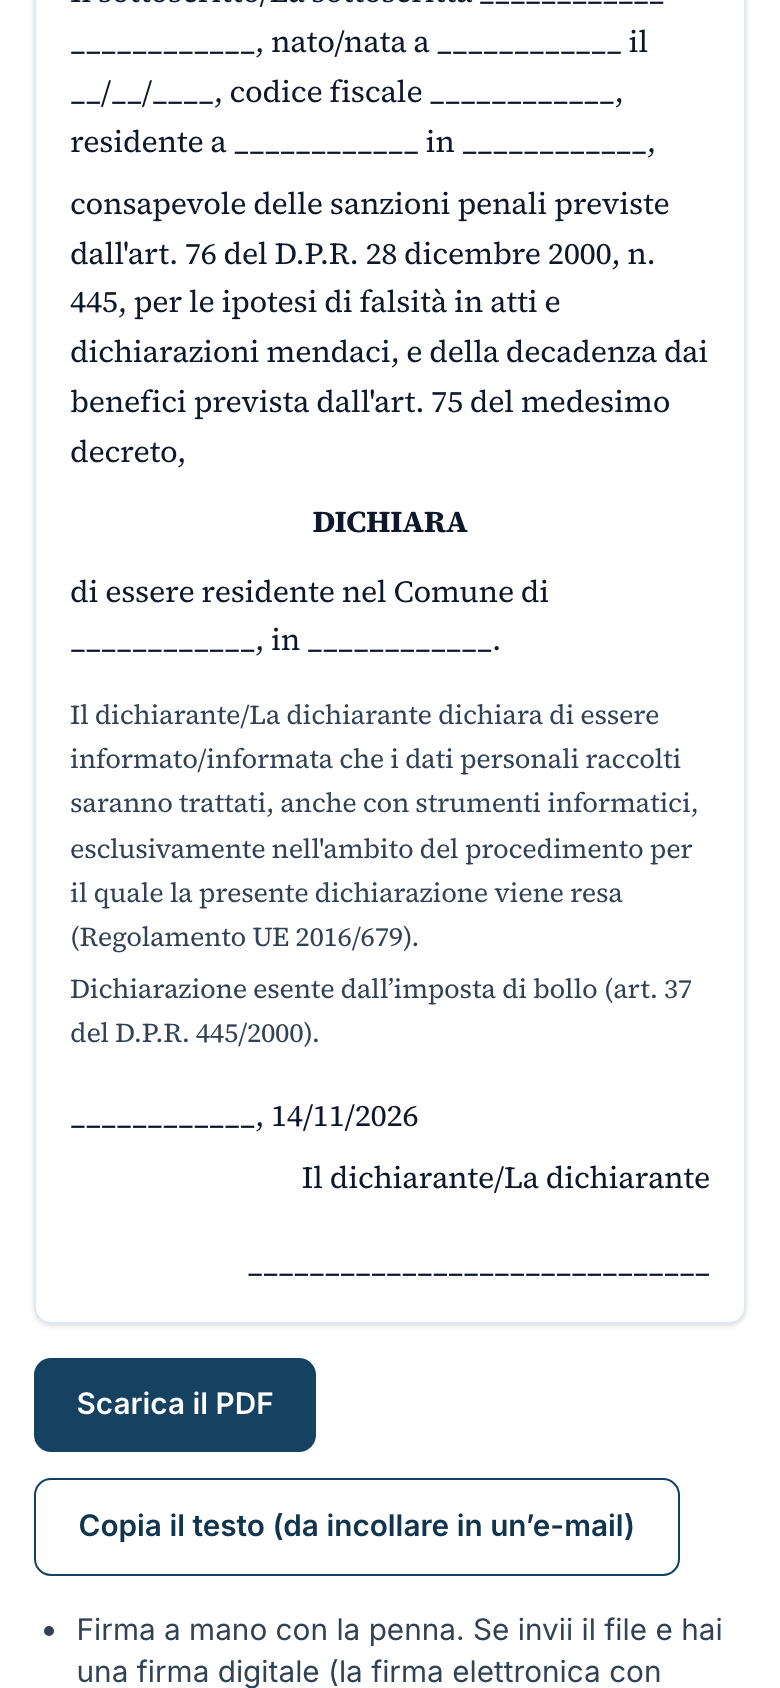 Il sottoscritto/La sottoscritta ____________
____________, nato/nata a ____________ il
__/__/____, codice fiscale ____________,
residente a ____________ in ____________,
consapevole delle sanzioni penali previste
dall'art. 76 del D.P.R. 28 dicembre 2000, n.
445, per le ipotesi di falsità in atti e
dichiarazioni mendaci, e della decadenza dai
benefici prevista dall'art. 75 del medesimo
decreto,
DICHIARA
di essere residente nel Comune di
____________, in ____________.
Il dichiarante/La dichiarante dichiara di essere
informato/informata che i dati personali raccolti
saranno trattati, anche con strumenti informatici,
esclusivamente nell'ambito del procedimento per
il quale la presente dichiarazione viene resa
(Regolamento UE 2016/679).
Dichiarazione esente dall’imposta di bollo (art. 37
del D.P.R. 445/2000).
____________, 14/11/2026
Il dichiarante/La dichiarante
______________________________
Scarica il PDF
Copia il testo (da incollare in un’e-mail)
• Firma a mano con la penna. Se invii il file e hai
una firma digitale (la firma elettronica con